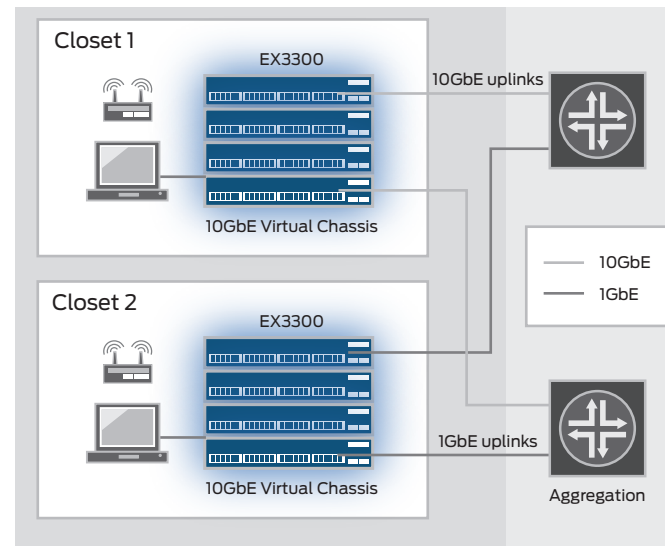 Closet 1
EX3300
10GbE uplinks
10GbE Virtual Chassis
10GbE
1GbE
Closet 2
EX3300
1GbE uplinks
10GbE Virtual Chassis
Aggregation